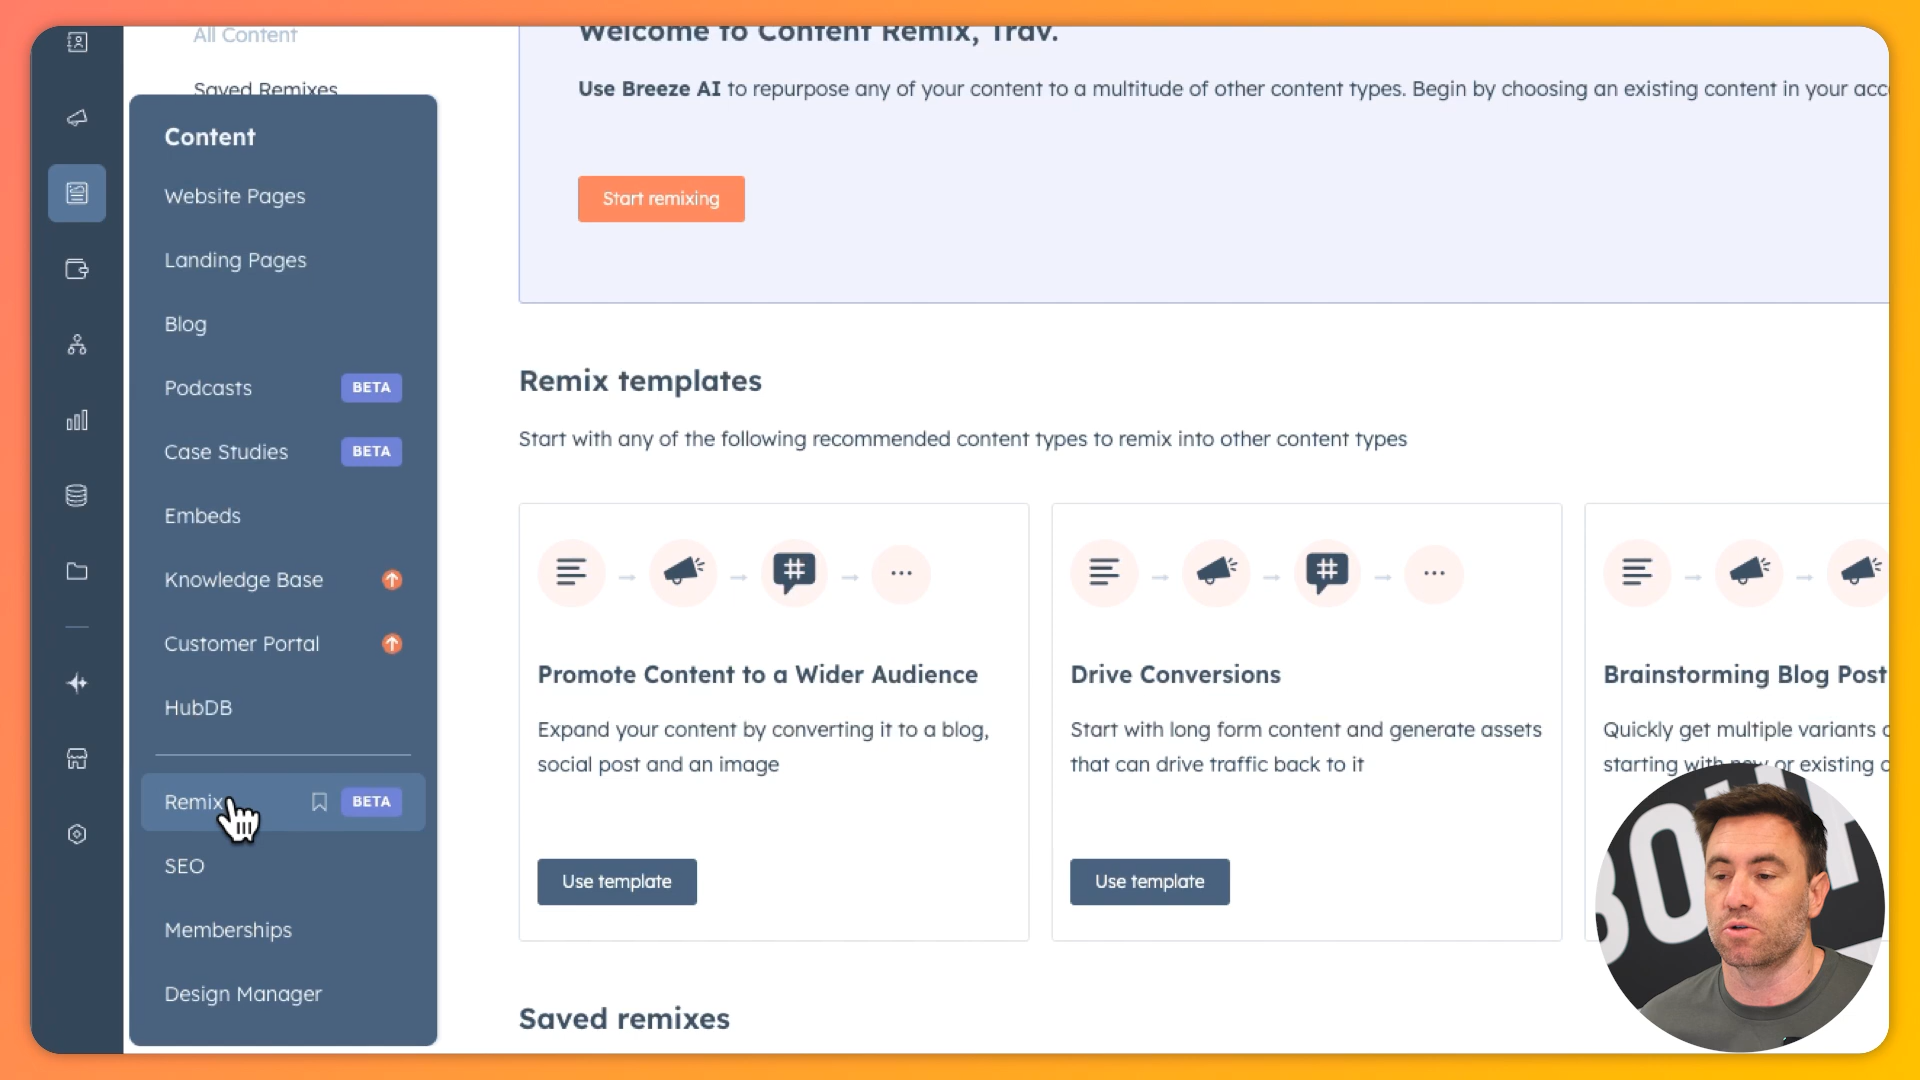 All Content
Saved Remixes
Content
Website Pages
Landing Pages
Blog
Podcasts BETA
Case Studies BETA
Embeds
Knowledge Base
Customer Portal
HubDB
Remix BETA
SEO
Memberships
Design Manager
Welcome to Content Remix, Trav.
Use Breeze AI to repurpose any of your content to a multitude of other content types. Begin by choosing an existing content in your acc
Start remixing
Remix templates
Start with any of the following recommended content types to remix into other content types
Promote Content to a Wider Audience
Expand your content by converting it to a blog,
social post and an image
Use template
Drive Conversions
Start with long form content and generate assets
that can drive traffic back to it
Use template
Brainstorming Blog Post
Quickly get multiple variants
starting with new or existing
Saved remixes